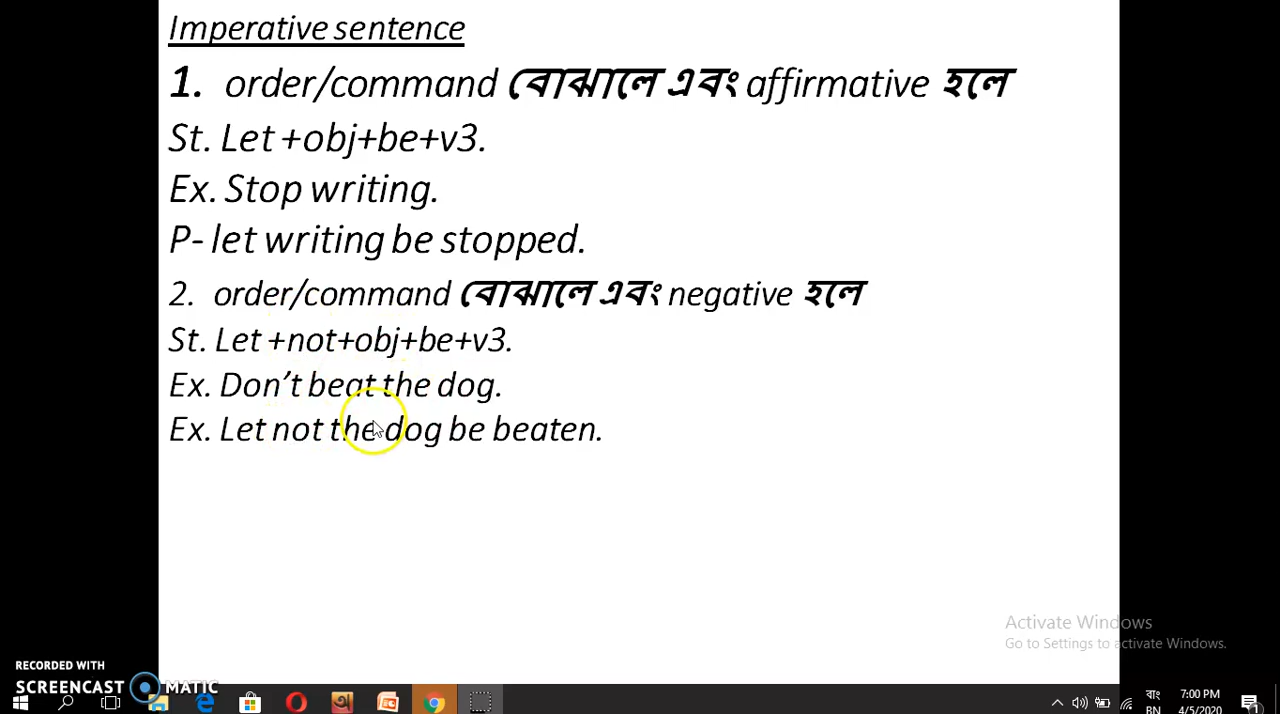 Imperative sentence
1. order/command বোঝালে এবং affirmative হলে
St. Let +obj+be+v3.
Ex. Stop writing.
P- let writing be stopped.
2. order/command বোঝালে এবং negative হলে
St. Let +not+obj+be+v3.
Ex. Don’t beat the dog.
Ex. Let not the dog be beaten.
Activate Windows
Go to Settings to activate Windows.
RECORDED WITH
SCREENCAST MATIC
বাং 7:00 PM
BN 4/5/2020